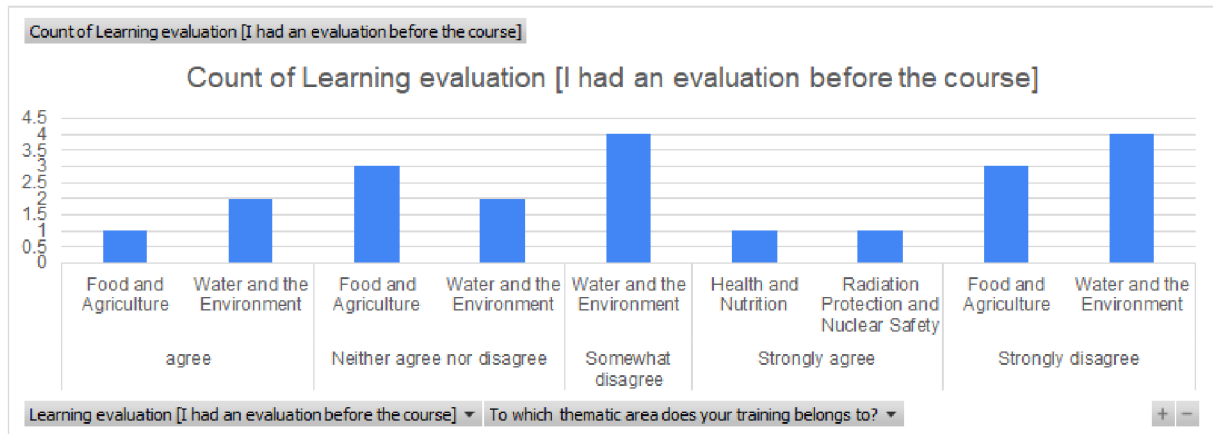 Count of Learning evaluation [I had an evaluation before the course]
Count of Learning evaluation [I had an evaluation before the course]
4.5
4
3.5
3
2.5
2
1.5
1
0.5
0
Food and Agriculture
Water and the Environment
Food and Agriculture
Water and the Environment
Water and the Environment
Health and Nutrition
Radiation Protection and Nuclear Safety
Food and Agriculture
Water and the Environment
agree
Neither agree nor disagree
Somewhat disagree
Strongly agree
Strongly disagree
Learning evaluation [I had an evaluation before the course]
To which thematic area does your training belongs to?
+ −